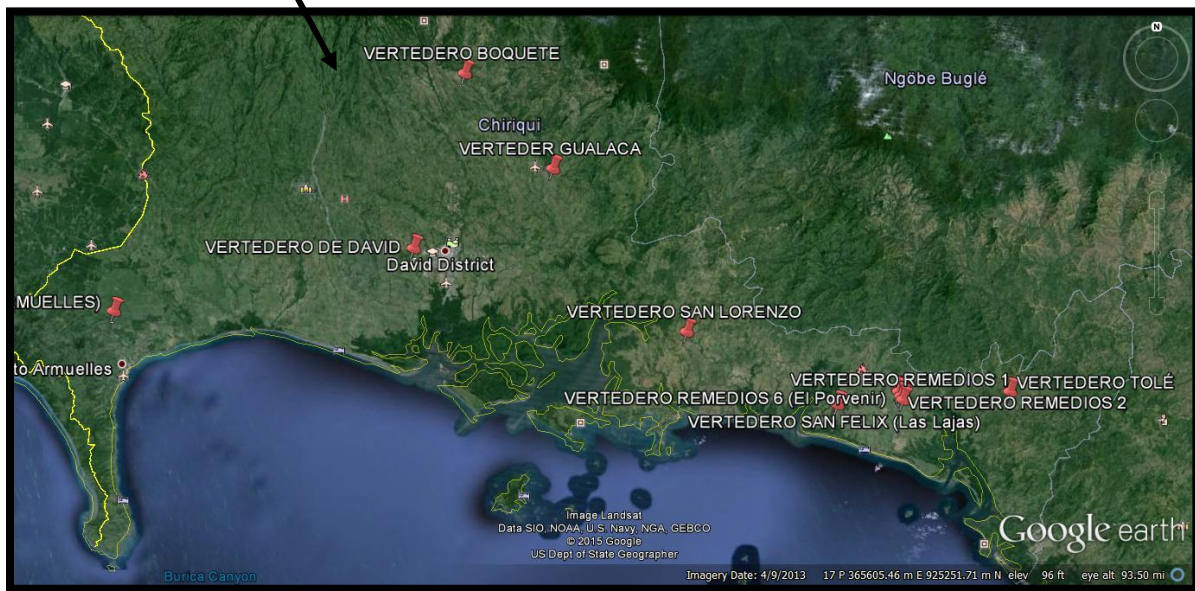 N
VERTEDERO BOQUETE
Ngöbe Buglé
Chiriqui
VERTEDER GUALACA
H
VERTEDERO DE DAVID
David District
MUELLES)
VERTEDERO SAN LORENZO
to Armuelles
VERTEDERO REMEDIOS 1
VERTEDERO TOLÉ
VERTEDERO REMEDIOS 6 (El Porvenir)
VERTEDERO REMEDIOS 2
VERTEDERO SAN FELIX (Las Lajas)
Image Landsat
Data SIO, NOAA, U.S. Navy, NGA, GEBCO
© 2015 Google
US Dept of State Geographer
Google earth
Burica Canyon
Imagery Date: 4/9/2013 17 P 365605.46 m E 925251.71 m N elev 96 ft eye alt 93.50 mi